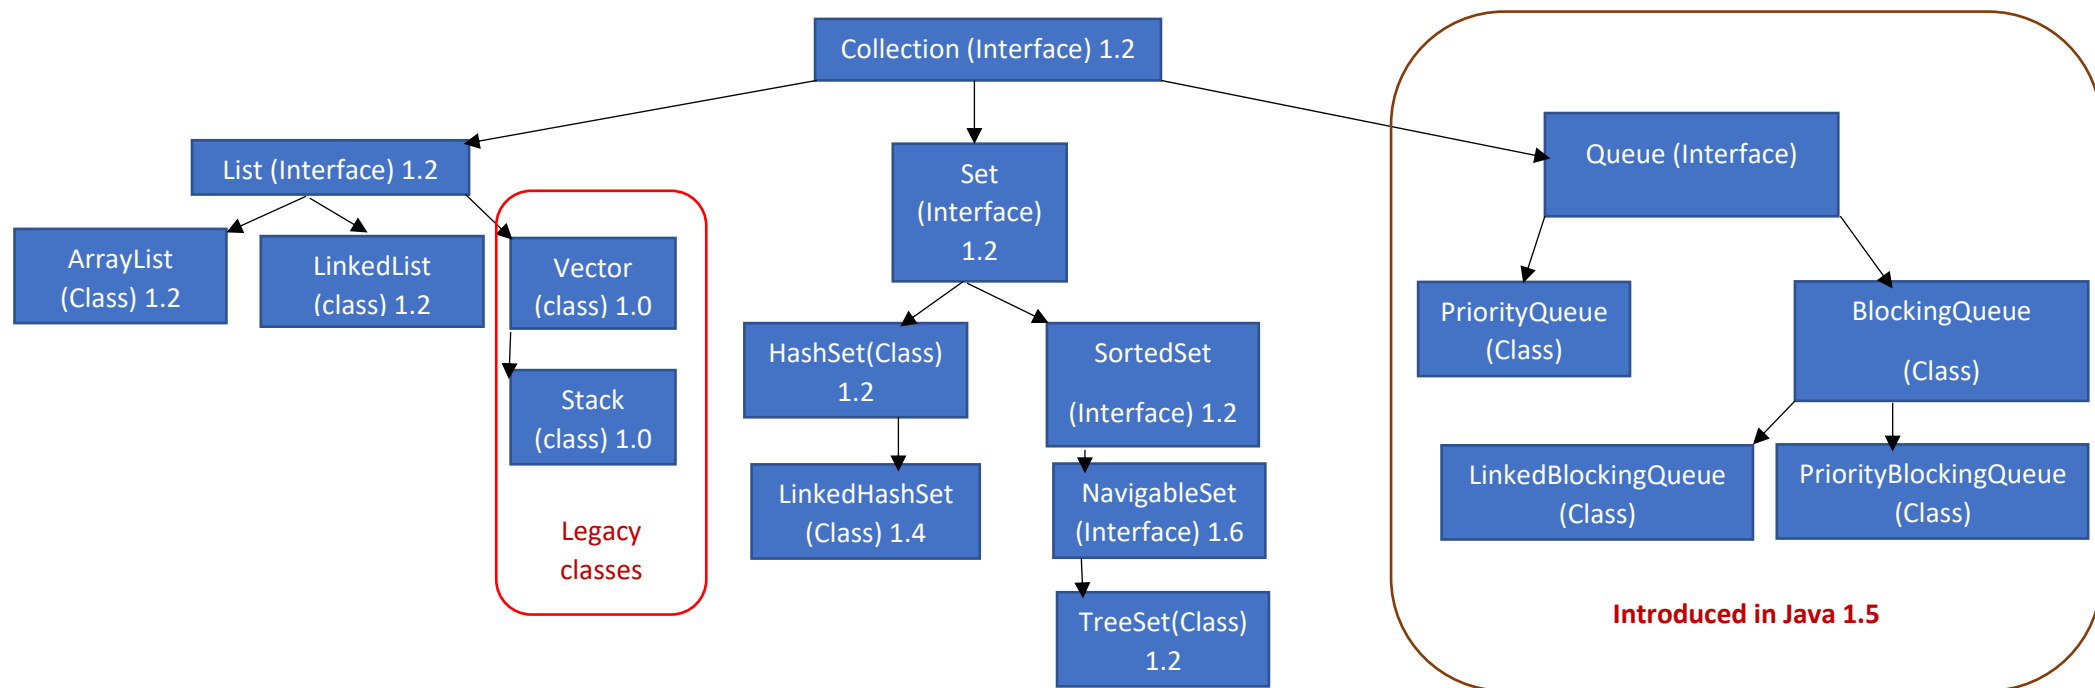 Collection (Interface) 1.2
List (Interface) 1.2
ArrayList
(Class) 1.2
LinkedList
(class) 1.2
Vector
(class) 1.0
Stack
(class) 1.0
Legacy
classes
Set
(Interface)
1.2
HashSet(Class)
1.2
LinkedHashSet
(Class) 1.4
SortedSet
(Interface) 1.2
NavigableSet
(Interface) 1.6
TreeSet(Class)
1.2
Queue (Interface)
PriorityQueue
(Class)
BlockingQueue
(Class)
LinkedBlockingQueue
(Class)
PriorityBlockingQueue
(Class)
Introduced in Java 1.5